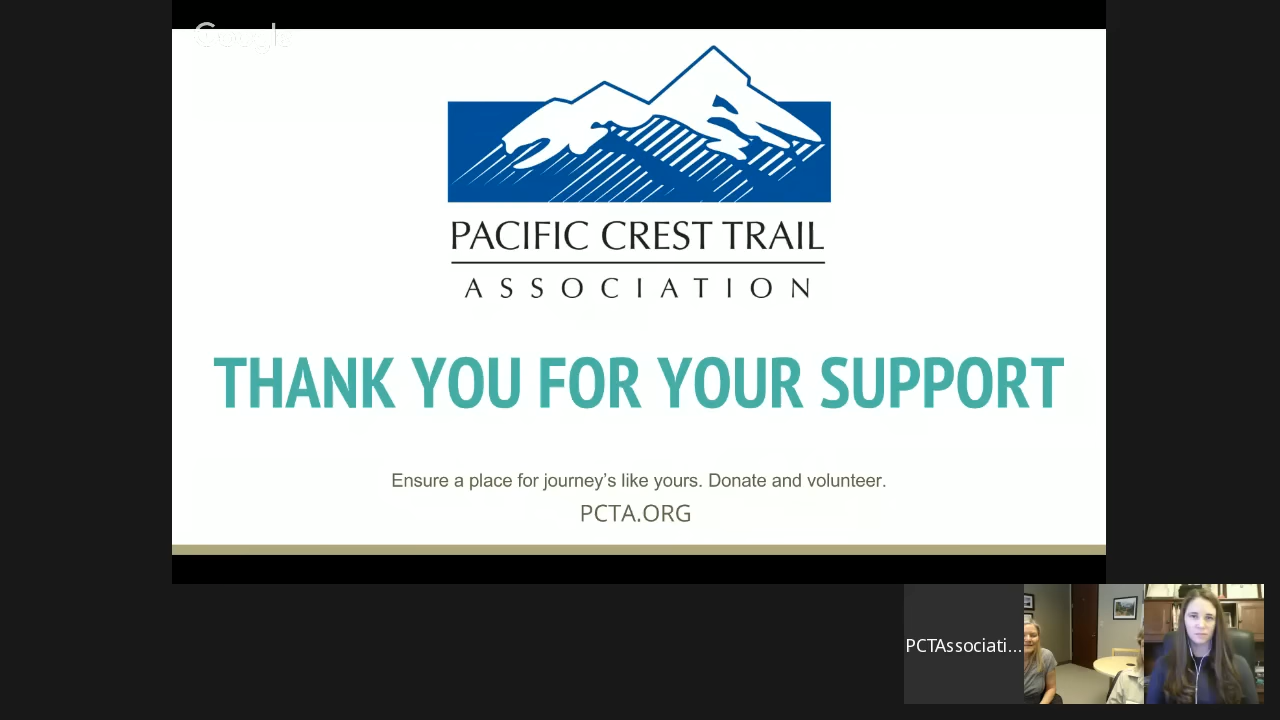 Google
PACIFIC CREST TRAIL
ASSOCIATION
THANK YOU FOR YOUR SUPPORT
Ensure a place for journey's like yours. Donate and volunteer.
PCTA.ORG
PCTAssociati...